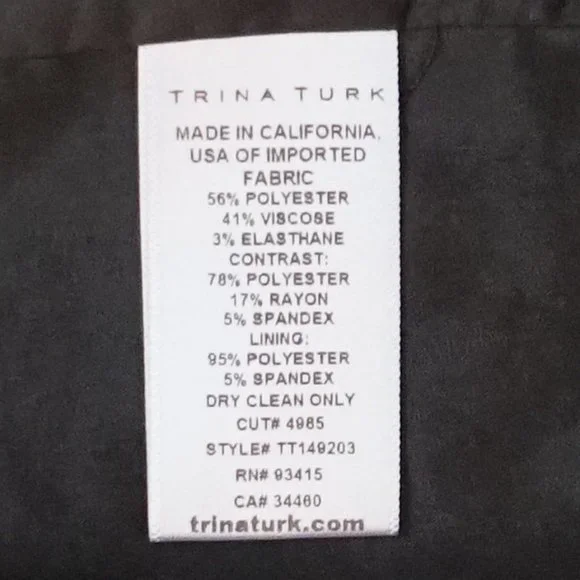 TRINA TURK
MADE IN CALIFORNIA,
USA OF IMPORTED
FABRIC
56% POLYESTER
41% VISCOSE
3% ELASTHANE
CONTRAST:
78% POLYESTER
17% RAYON
5% SPANDEX
LINING:
95% POLYESTER
5% SPANDEX
DRY CLEAN ONLY
CUT# 4985
STYLE# TT149203
RN# 93415
CA# 34460
trinaturk.com